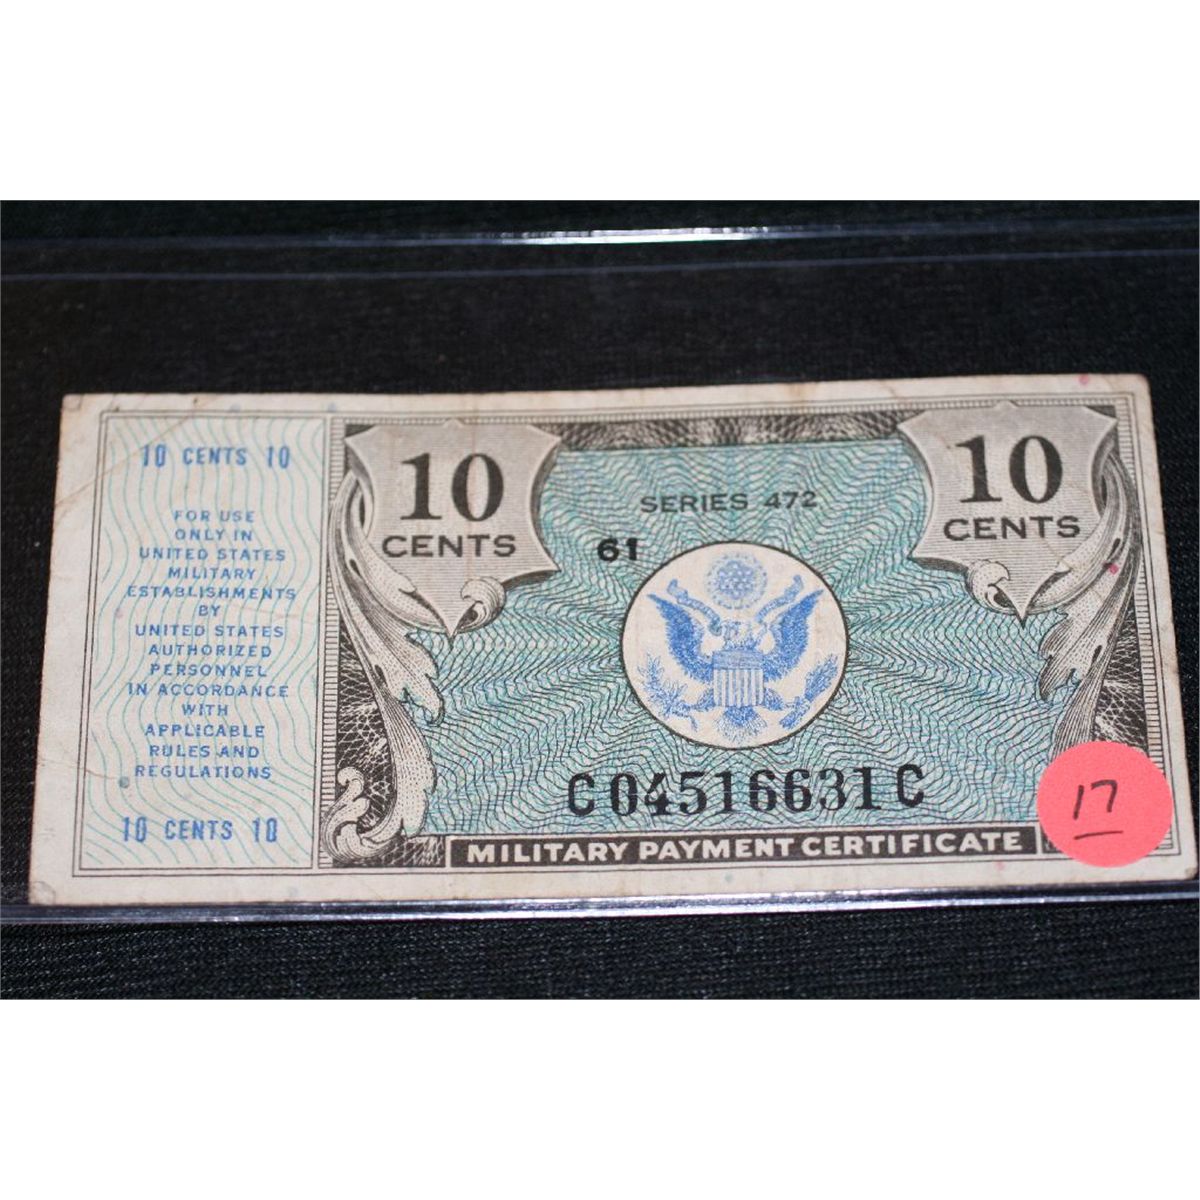 10 CENTS 10
FOR USE
ONLY IN
UNITED STATES
MILITARY
ESTABLISHMENTS
BY
UNITED STATES
AUTHORIZED
PERSONNEL
IN ACCORDANCE
WITH
APPLICABLE
RULES AND
REGULATIONS
10 CENTS 10
10
CENTS
SERIES 472
61
10
CENTS
C04516631C
MILITARY PAYMENT CERTIFICATE
17